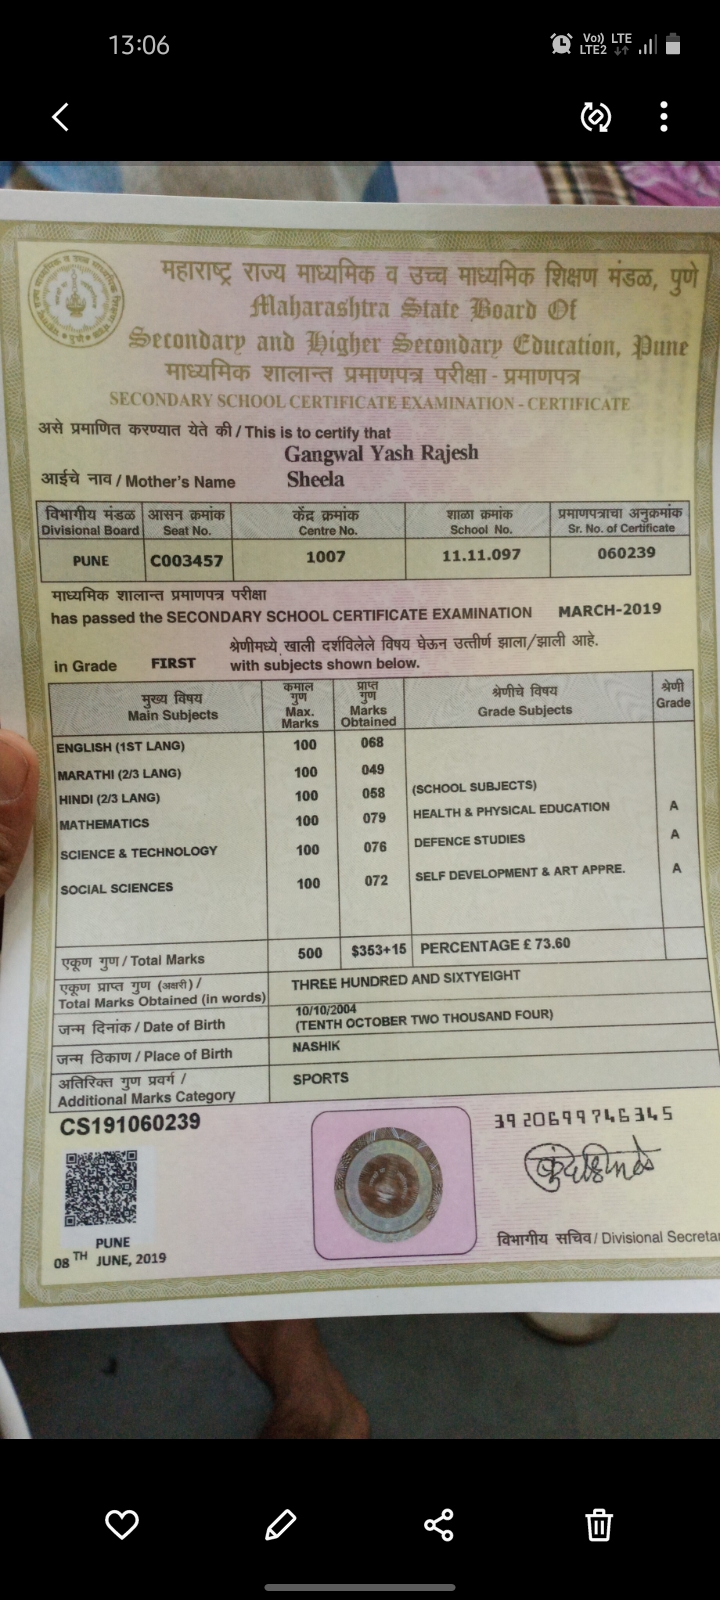 13:06
Vo)) LTE
LTE2
महाराष्ट्र राज्य माध्यमिक व उच्च माध्यमिक शिक्षण मंडळ, पुणे
Maharashtra State Board Of
Secondary and Higher Secondary Education, Pune
माध्यमिक शालान्त प्रमाणपत्र परीक्षा - प्रमाणपत्र
SECONDARY SCHOOL CERTIFICATE EXAMINATION - CERTIFICATE
असे प्रमाणित करण्यात येते की / This is to certify that
Gangwal Yash Rajesh
आईचे नाव / Mother's Name Sheela
विभागीय मंडळ आसन क्रमांक केंद्र क्रमांक शाळा क्रमांक प्रमाणपत्राचा अनुक्रमांक
Divisional Board Seat No. Centre No. School No. Sr. No. of Certificate
PUNE C003457 1007 11.11.097 060239
माध्यमिक शालान्त प्रमाणपत्र परीक्षा
has passed the SECONDARY SCHOOL CERTIFICATE EXAMINATION MARCH-2019
श्रेणीमध्ये खाली दर्शविलेले विषय घेऊन उत्तीर्ण झाला/झाली आहे.
in Grade FIRST with subjects shown below.
मुख्य विषय कमाल गुण प्राप्त गुण श्रेणीचे विषय श्रेणी
Main Subjects Max. Marks Marks Obtained Grade Subjects Grade
ENGLISH (1ST LANG) 100 068
MARATHI (2/3 LANG) 100 049
HINDI (2/3 LANG) 100 058 (SCHOOL SUBJECTS)
MATHEMATICS 100 079 HEALTH & PHYSICAL EDUCATION A
SCIENCE & TECHNOLOGY 100 076 DEFENCE STUDIES A
SOCIAL SCIENCES 100 072 SELF DEVELOPMENT & ART APPRE. A
एकूण गुण / Total Marks 500 $353+15 PERCENTAGE £ 73.60
एकूण प्राप्त गुण (अक्षरी) /
Total Marks Obtained (in words) THREE HUNDRED AND SIXTYEIGHT
जन्म दिनांक / Date of Birth 10/10/2004
(TENTH OCTOBER TWO THOUSAND FOUR)
जन्म ठिकाण / Place of Birth NASHIK
अतिरिक्त गुण प्रवर्ग /
Additional Marks Category SPORTS
CS191060239
3920699746345
PUNE
08TH JUNE, 2019
विभागीय सचिव / Divisional Secretar